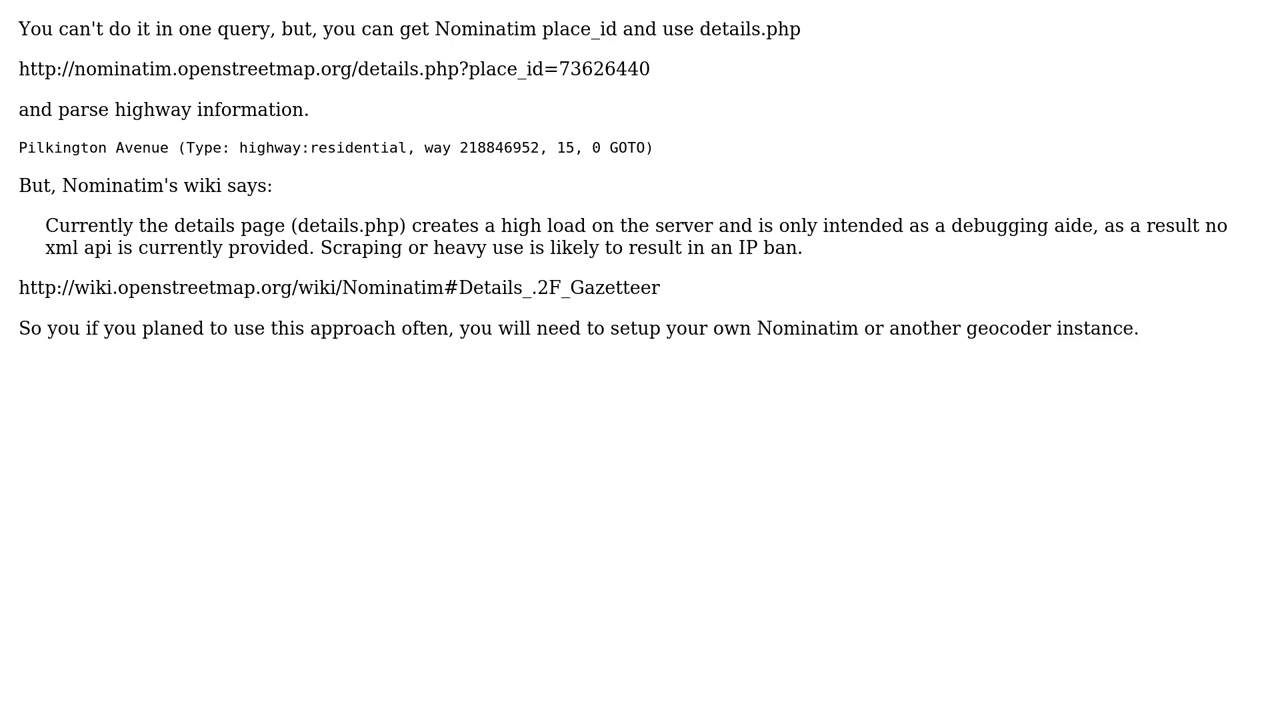 You can't do it in one query, but, you can get Nominatim place_id and use details.php
http://nominatim.openstreetmap.org/details.php?place_id=73626440
and parse highway information.
Pilkington Avenue (Type: highway:residential, way 218846952, 15, 0 GOTO)
But, Nominatim's wiki says:
Currently the details page (details.php) creates a high load on the server and is only intended as a debugging aide, as a result no
xml api is currently provided. Scraping or heavy use is likely to result in an IP ban.
http://wiki.openstreetmap.org/wiki/Nominatim#Details_.2F_Gazetteer
So you if you planed to use this approach often, you will need to setup your own Nominatim or another geocoder instance.